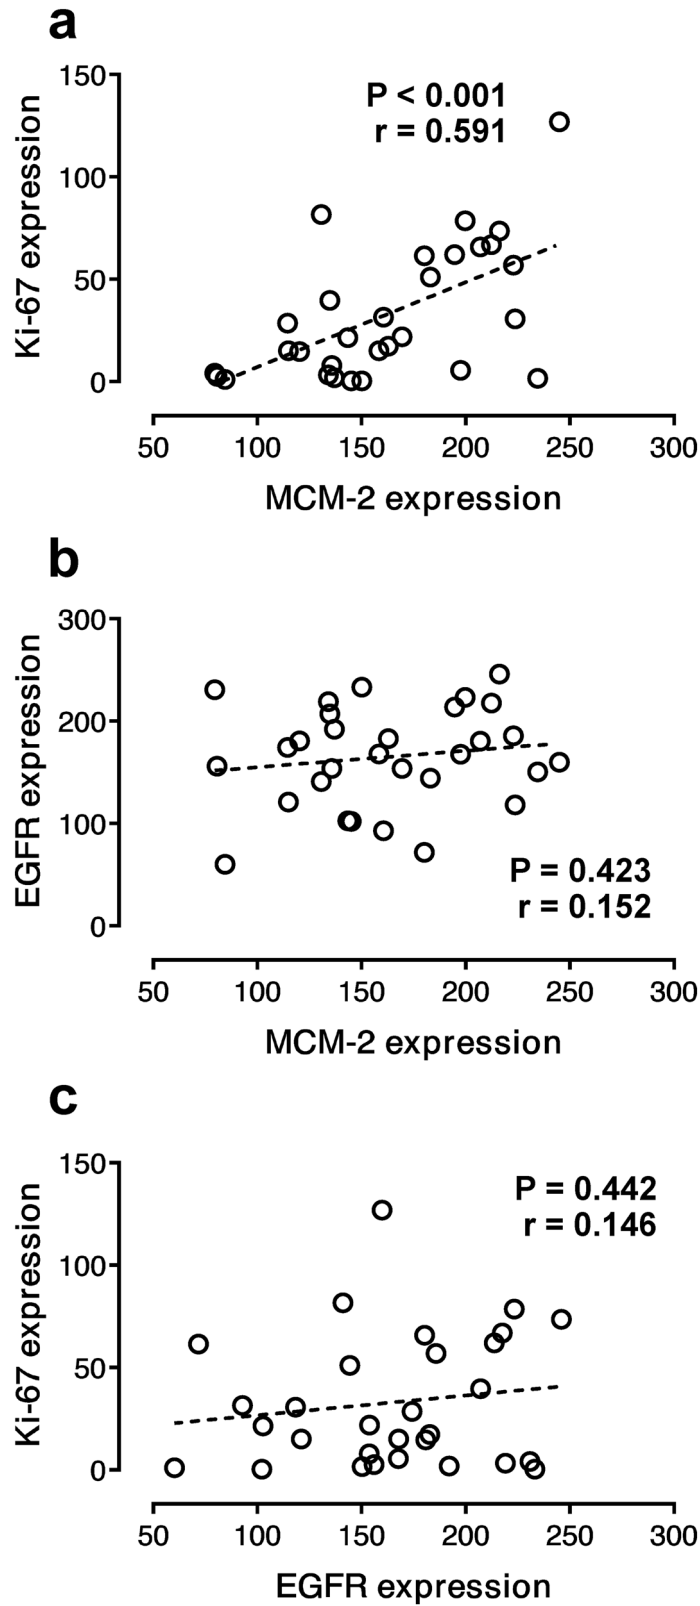 a
150
100
50
0
Ki-67 expression
P < 0.001
r = 0.591
50 100 150 200 250 300
MCM-2 expression
b
300
200
100
0
EGFR expression
P = 0.423
r = 0.152
50 100 150 200 250 300
MCM-2 expression
c
150
100
50
0
Ki-67 expression
P = 0.442
r = 0.146
50 100 150 200 250 300
EGFR expression